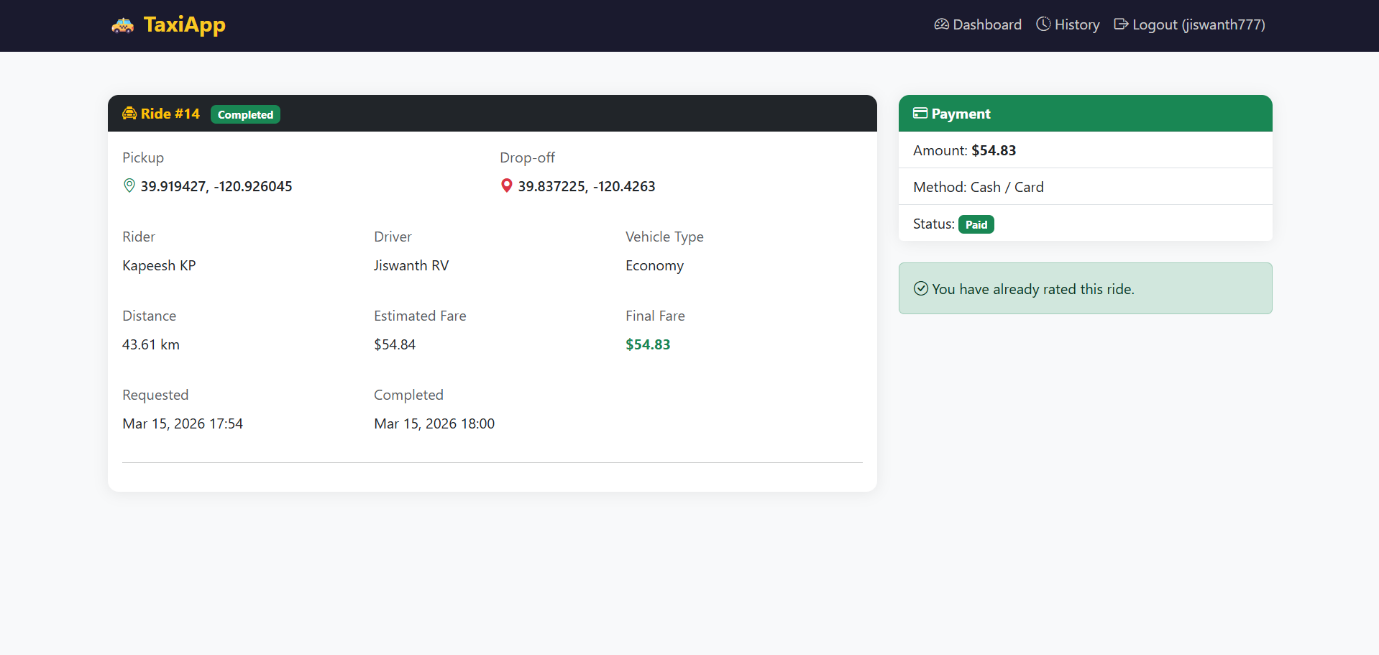 TaxiApp
Dashboard History Logout (jiswanth777)
Ride #14 Completed
Pickup Drop-off
39.919427, -120.926045 39.837225, -120.4263
Rider Driver Vehicle Type
Kapeesh KP Jiswanth RV Economy
Distance Estimated Fare Final Fare
43.61 km $54.84 $54.83
Requested Completed
Mar 15, 2026 17:54 Mar 15, 2026 18:00
Payment
Amount: $54.83
Method: Cash / Card
Status: Paid
You have already rated this ride.